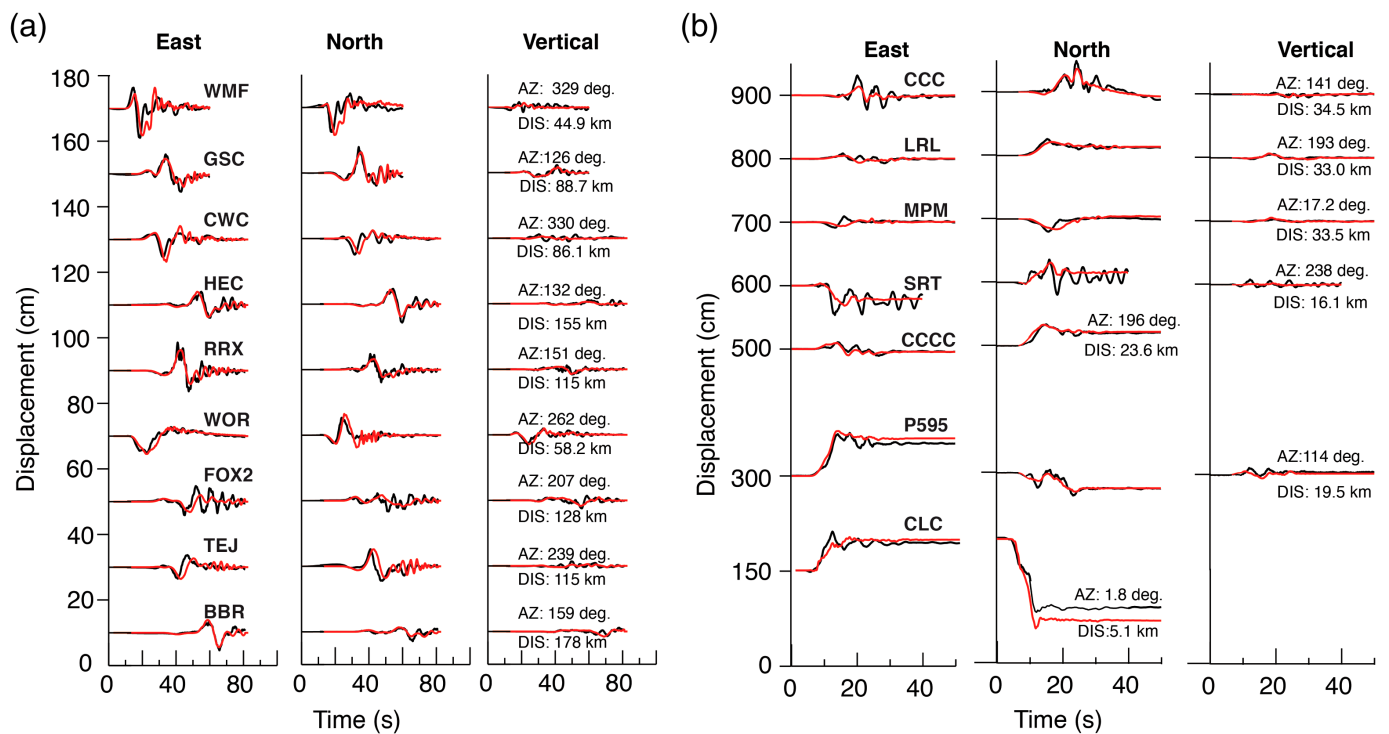 (a)
East
North
Vertical
180
160
140
120
100
80
60
40
20
0
Displacement (cm)
WMF
AZ: 329 deg.
DIS: 44.9 km
GSC
AZ:126 deg.
DIS: 88.7 km
CWC
AZ: 330 deg.
DIS: 86.1 km
HEC
AZ:132 deg.
DIS: 155 km
RRX
AZ:151 deg.
DIS: 115 km
WOR
AZ: 262 deg.
DIS: 58.2 km
FOX2
AZ: 207 deg.
DIS: 128 km
TEJ
AZ: 239 deg.
DIS: 115 km
BBR
AZ: 159 deg.
DIS: 178 km
0 40 80
0 40 80
0 40 80
Time (s)
(b)
East
North
Vertical
900
800
700
600
500
300
150
0
Displacement (cm)
CCC
AZ: 141 deg.
DIS: 34.5 km
LRL
AZ: 193 deg.
DIS: 33.0 km
MPM
AZ:17.2 deg.
DIS: 33.5 km
SRT
AZ: 238 deg.
DIS: 16.1 km
CCCC
AZ: 196 deg.
DIS: 23.6 km
P595
AZ:114 deg.
DIS: 19.5 km
CLC
AZ: 1.8 deg.
DIS:5.1 km
0 20 40
0 20 40
0 20 40
Time (s)